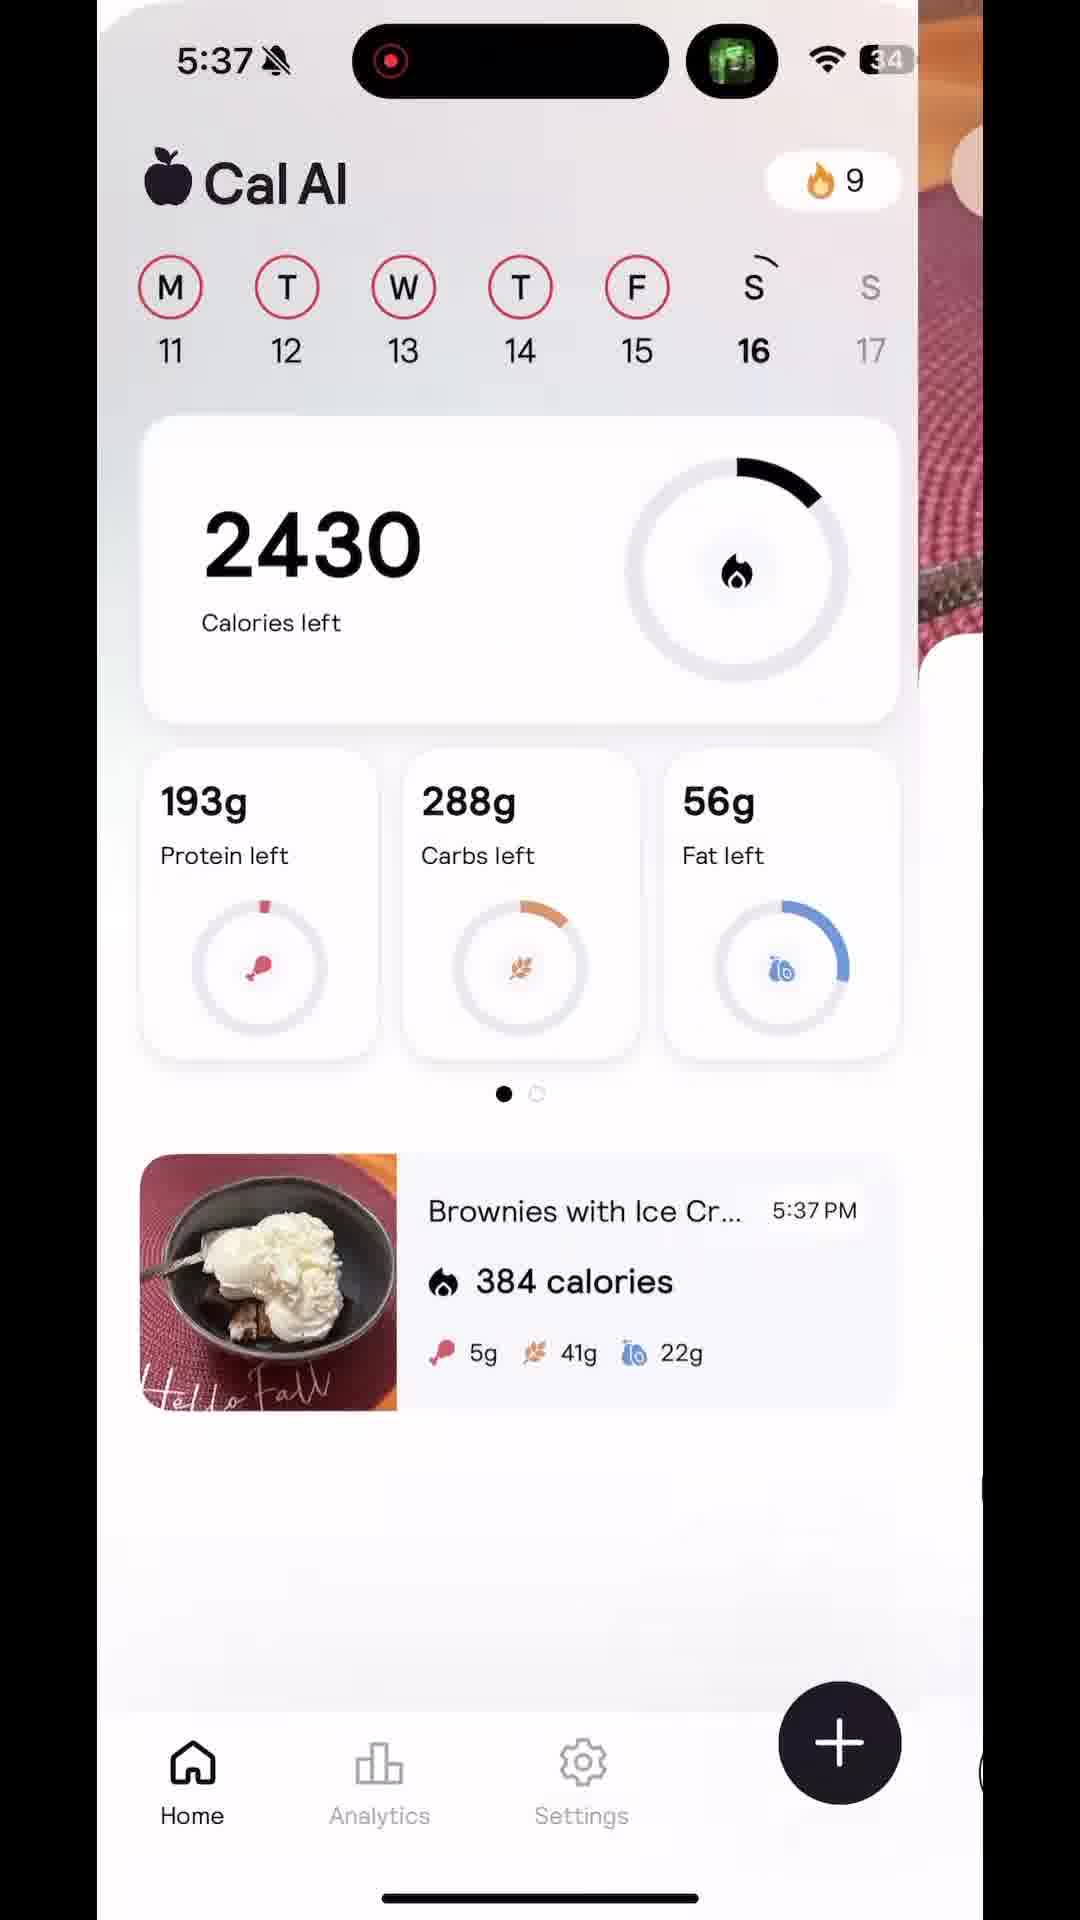 5:37
34
Cal AI
9
M T W T F S S
11 12 13 14 15 16 17
2430
Calories left
193g
Protein left
288g
Carbs left
56g
Fat left
Brownies with Ice Cr... 5:37 PM
384 calories
5g 41g 22g
Hello Fall
Home
Analytics
Settings